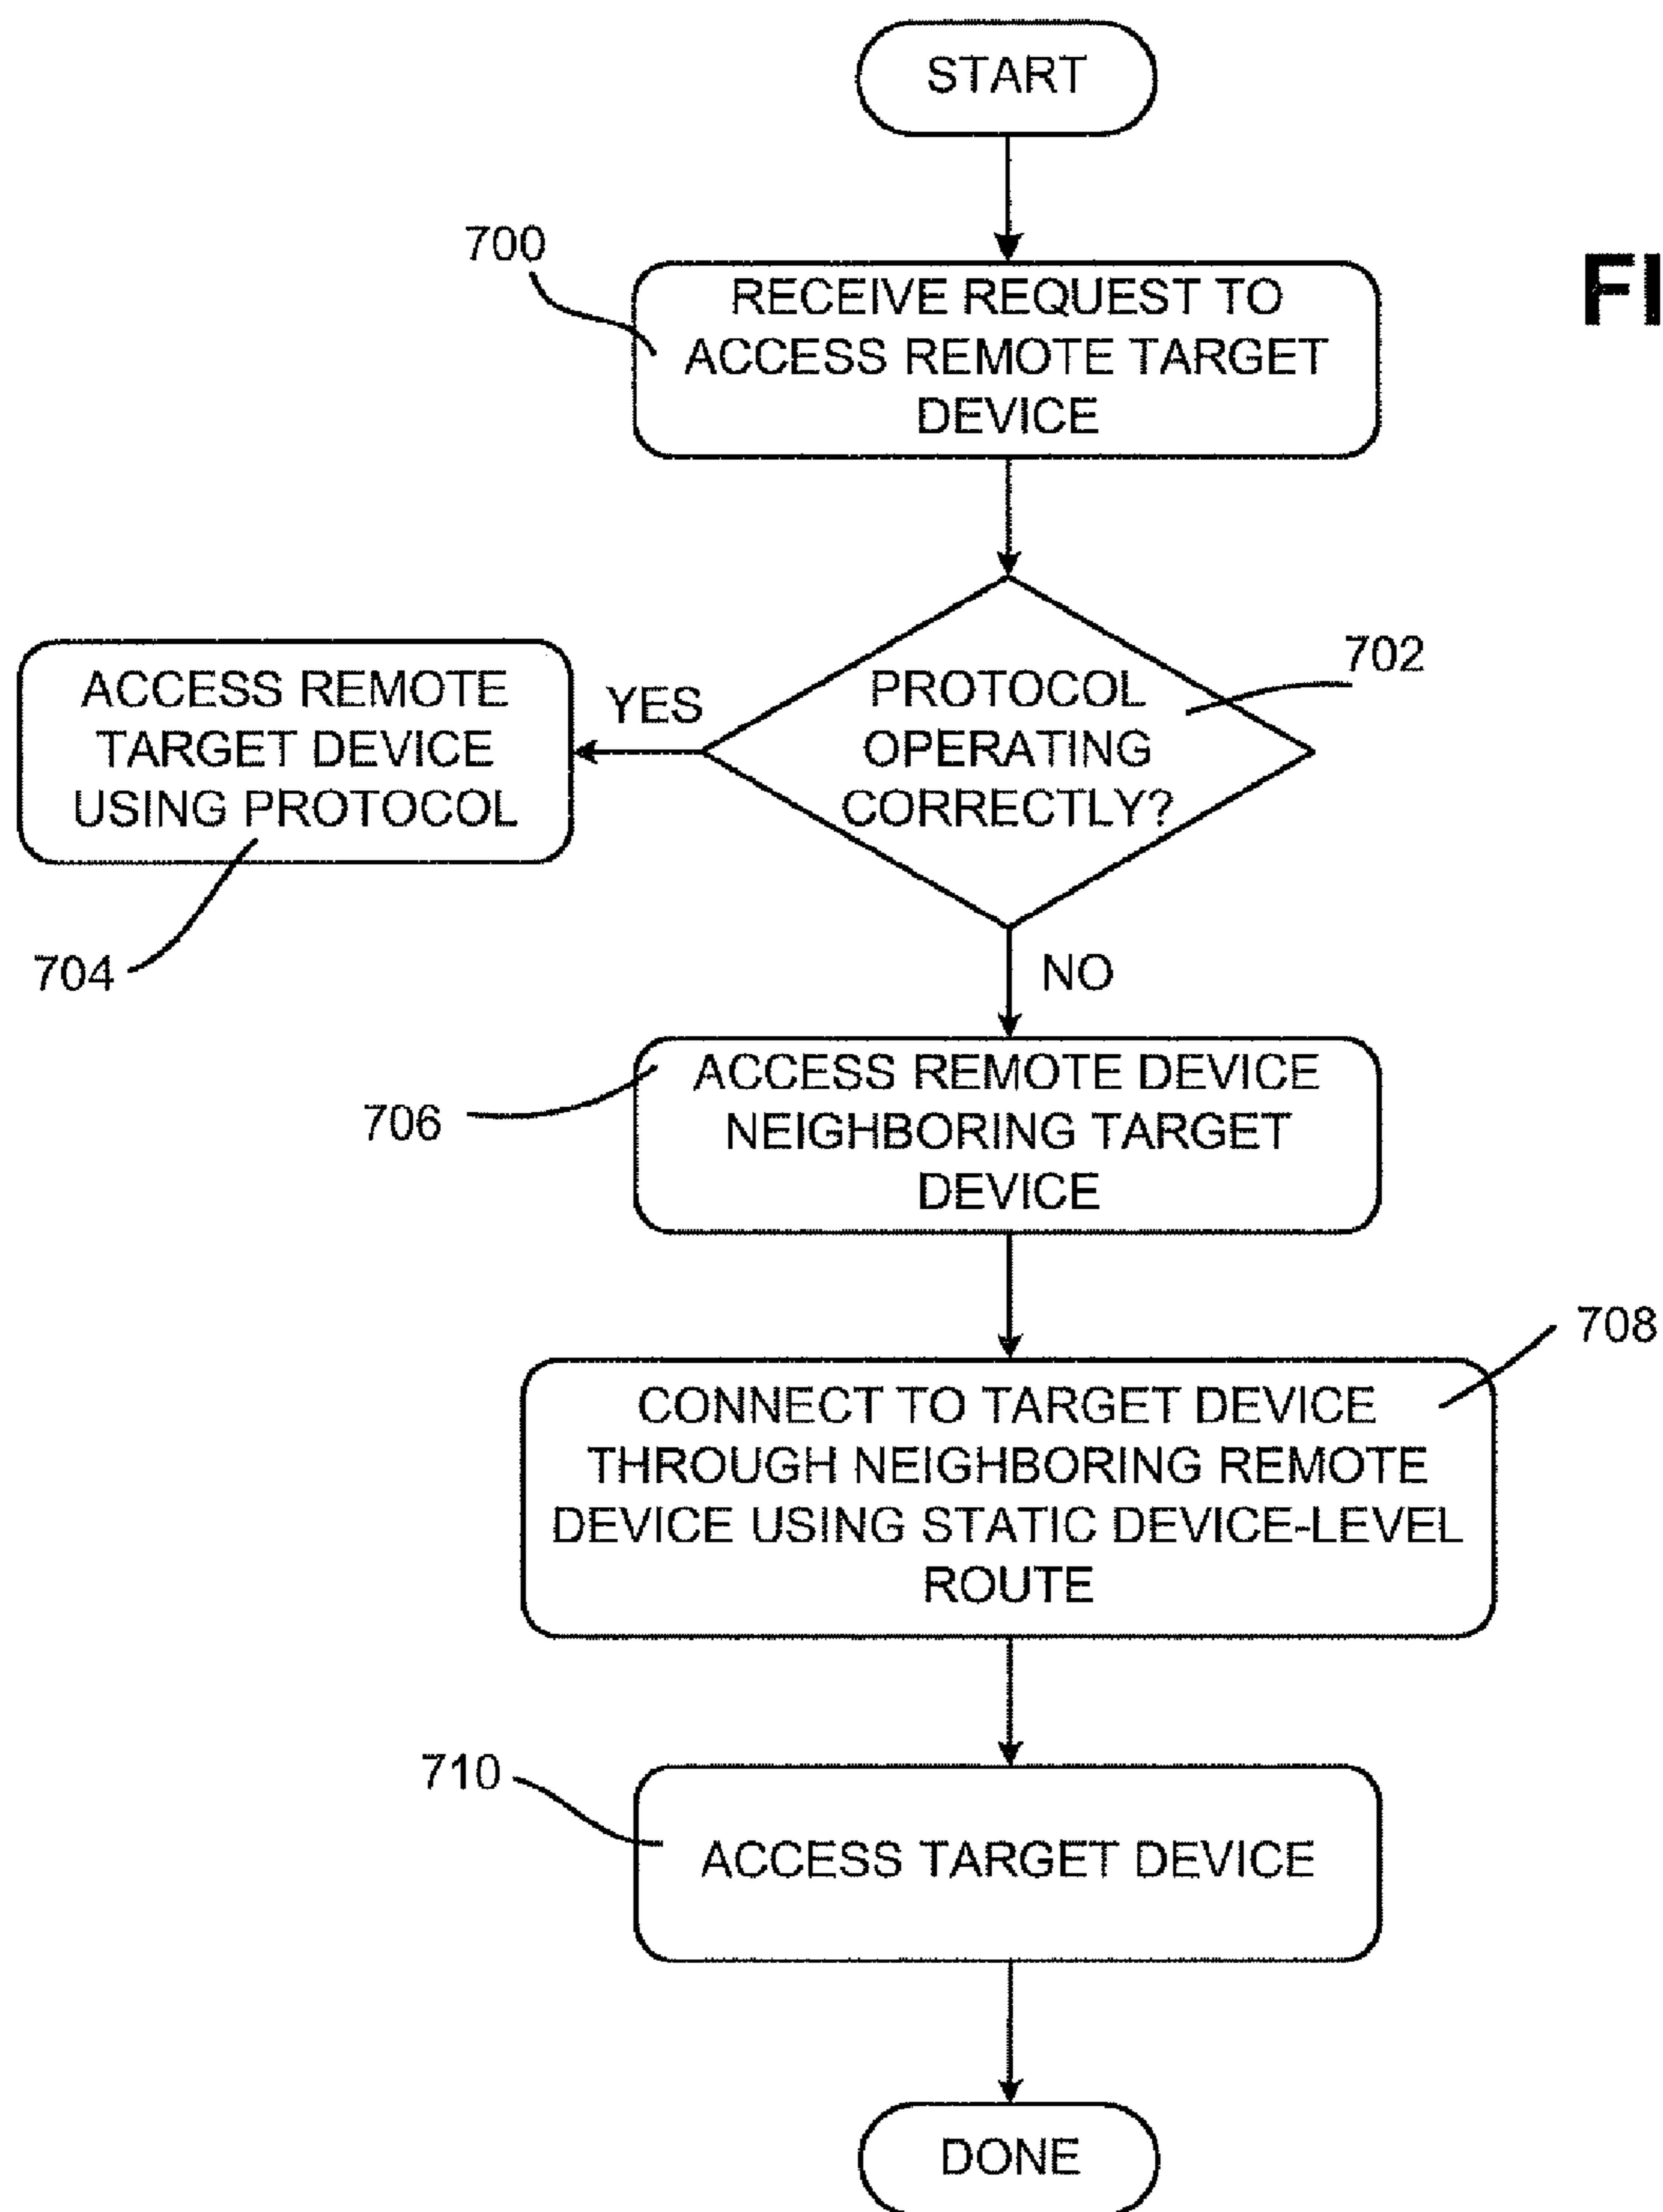 START
700
FI
RECEIVE REQUEST TO
ACCESS REMOTE TARGET
DEVICE
702
PROTOCOL
OPERATING
CORRECTLY?
YES
ACCESS REMOTE
TARGET DEVICE
USING PROTOCOL
704
NO
706
ACCESS REMOTE DEVICE
NEIGHBORING TARGET
DEVICE
708
CONNECT TO TARGET DEVICE
THROUGH NEIGHBORING REMOTE
DEVICE USING STATIC DEVICE-LEVEL
ROUTE
710
ACCESS TARGET DEVICE
DONE